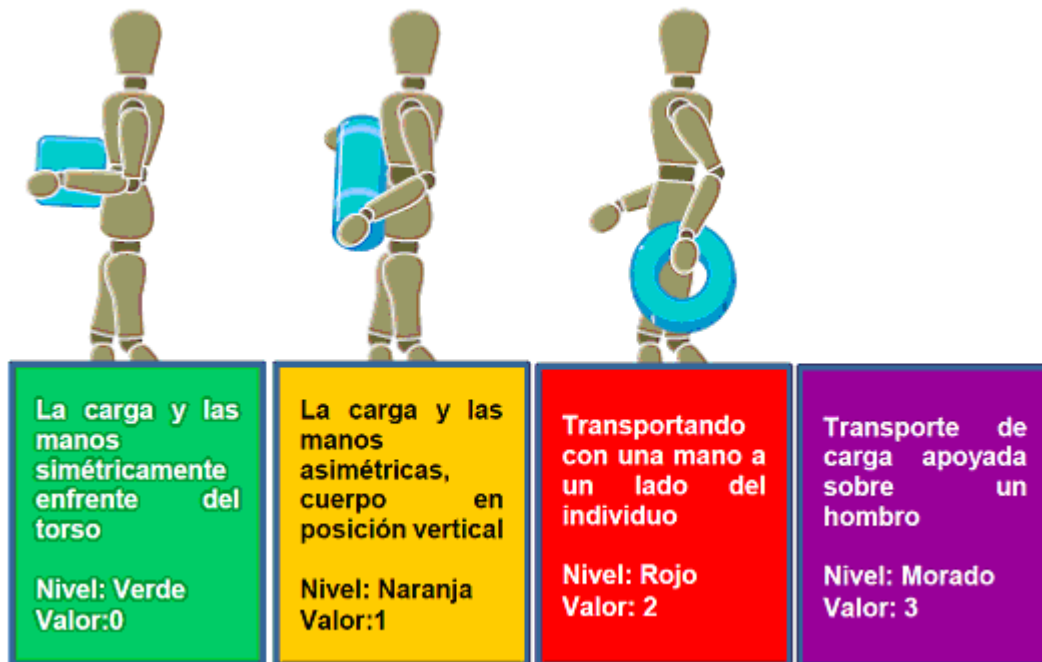 La carga y las
manos
simétricamente
enfrente del
torso
Nivel: Verde
Valor:0
La carga y las
manos
asimétricas,
cuerpo en
posición vertical
Nivel: Naranja
Valor:1
Transportando
con una mano a
un lado del
individuo
Nivel: Rojo
Valor: 2
Transporte de
carga apoyada
sobre un
hombro
Nivel: Morado
Valor: 3